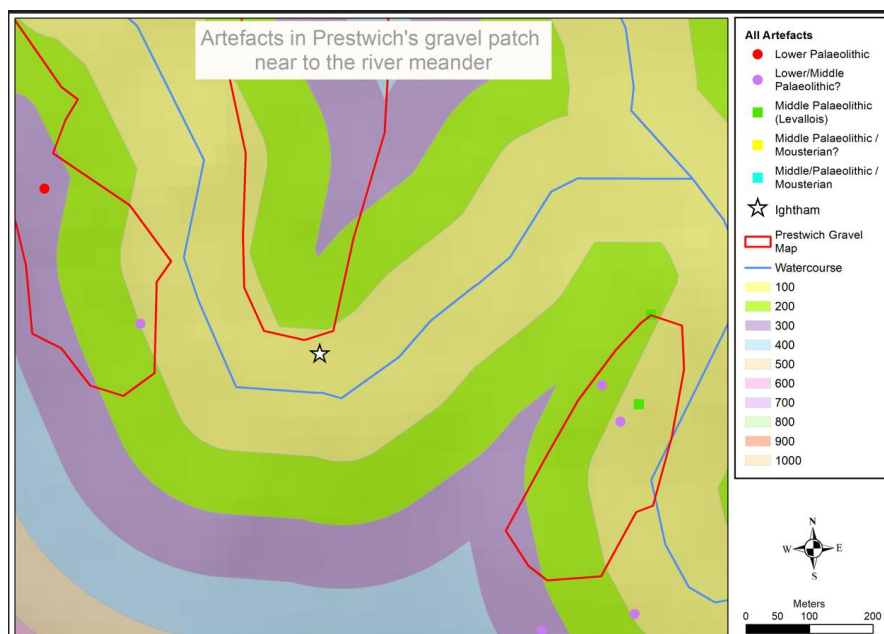 Artefacts in Prestwich's gravel patch
near to the river meander
All Artefacts
Lower Palaeolithic
Lower/Middle
Palaeolithic?
Middle Palaeolithic
(Levallois)
Middle Palaeolithic /
Mousterian?
Middle/Palaeolithic /
Mousterian
Ightham
Prestwich Gravel
Map
Watercourse
100
200
300
400
500
600
700
800
900
1000
N
W E
S
Meters
0 50 100 200